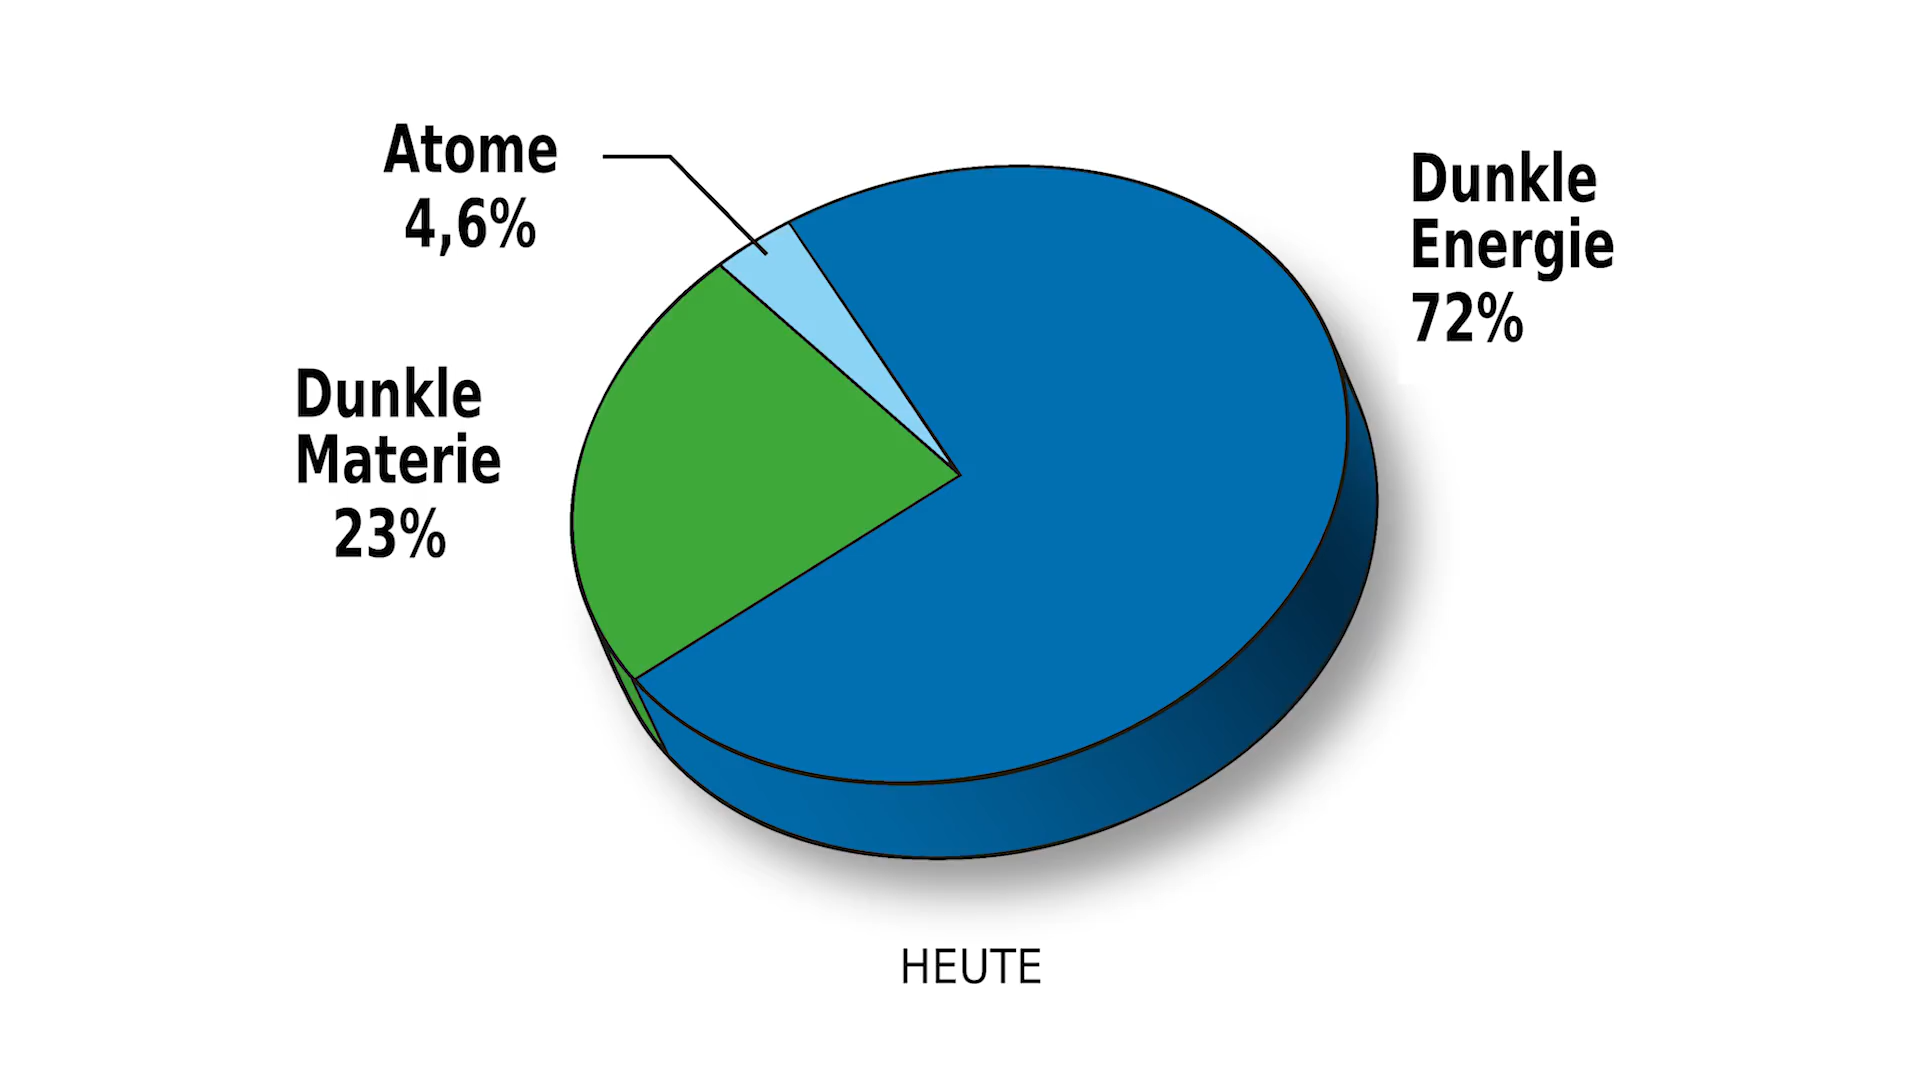 Atome
4,6%
Dunkle
Energie
72%
Dunkle
Materie
23%
HEUTE